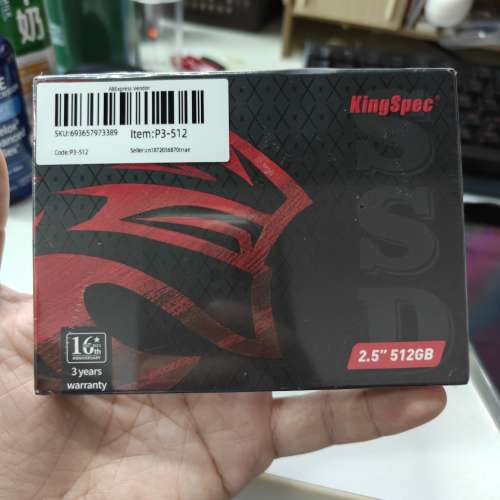 奶
AliExpress Vendor
SKU:693657973389
Item:P3-512
Code:P3-512
KingSpec®
SSD
16th
ANNIVERSARY
3 years
warranty
2.5" 512GB